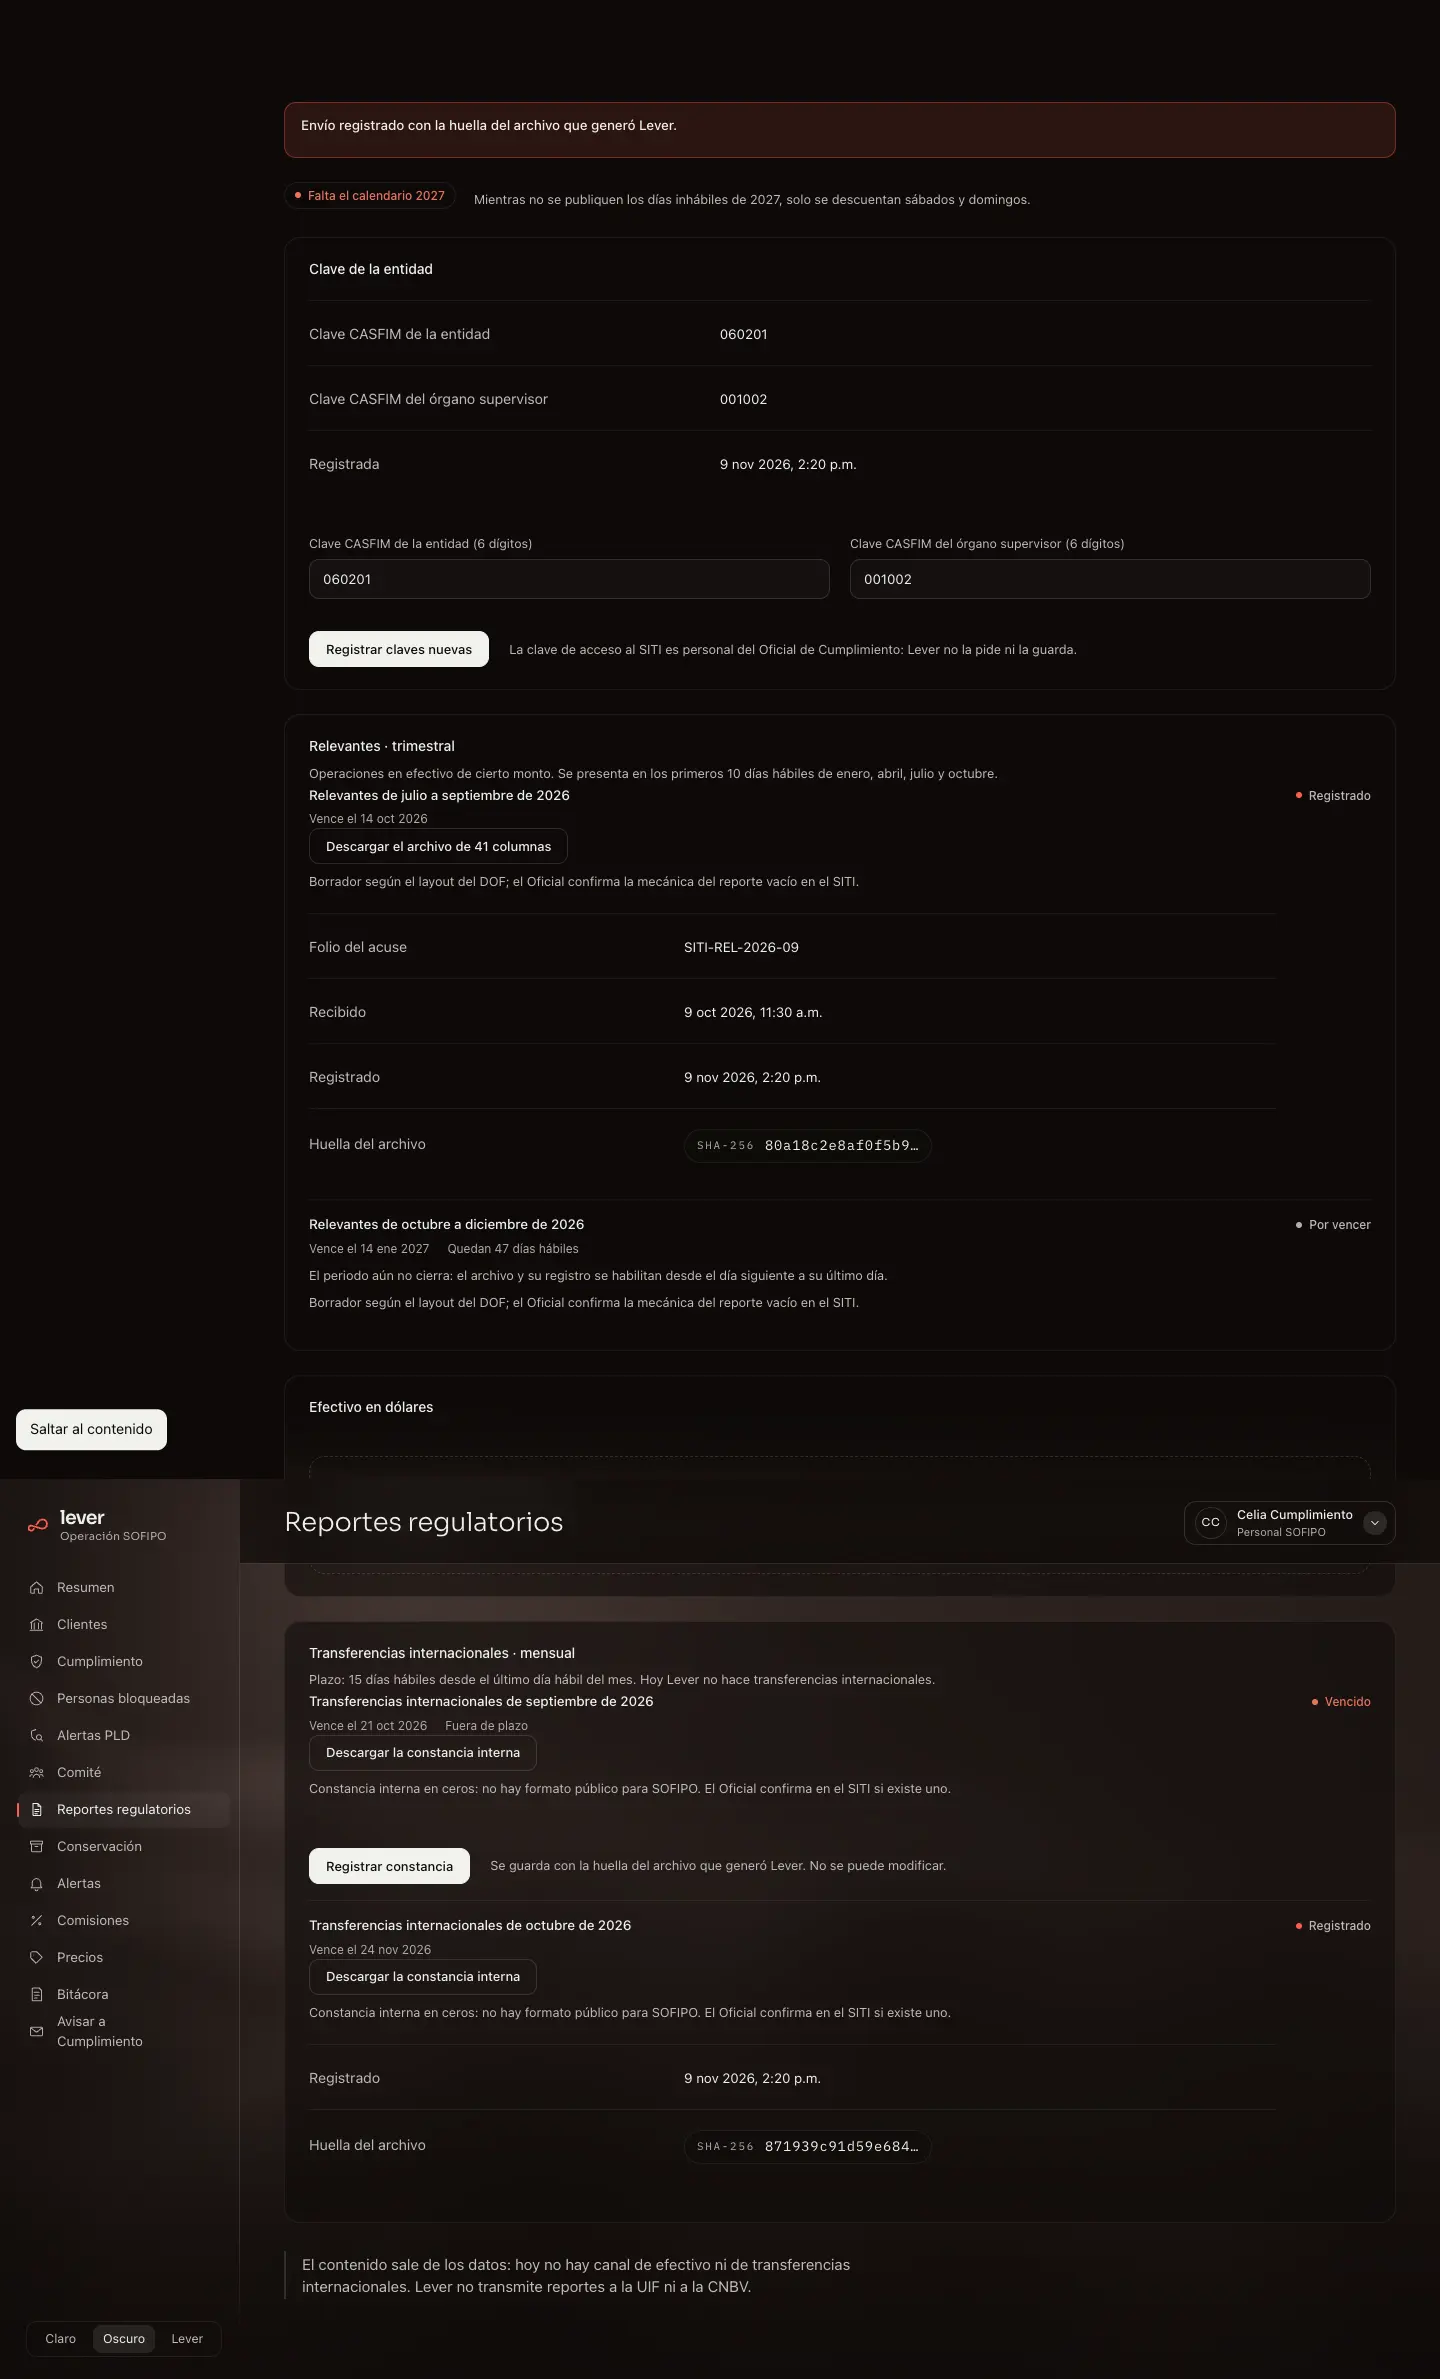 Envío registrado con la huella del archivo que generó Lever.
Falta el calendario 2027
Mientras no se publiquen los días inhábiles de 2027, solo se descuentan sábados y domingos.
Clave de la entidad
Clave CASFIM de la entidad
060201
Clave CASFIM del órgano supervisor
001002
Registrada
9 nov 2026, 2:20 p.m.
Clave CASFIM de la entidad (6 dígitos)
Clave CASFIM del órgano supervisor (6 dígitos)
060201
001002
Registrar claves nuevas
La clave de acceso al SITI es personal del Oficial de Cumplimiento: Lever no la pide ni la guarda.
Relevantes · trimestral
Operaciones en efectivo de cierto monto. Se presenta en los primeros 10 días hábiles de enero, abril, julio y octubre.
Relevantes de julio a septiembre de 2026
Registrado
Vence el 14 oct 2026
Descargar el archivo de 41 columnas
Borrador según el layout del DOF; el Oficial confirma la mecánica del reporte vacío en el SITI.
Folio del acuse
SITI-REL-2026-09
Recibido
9 oct 2026, 11:30 a.m.
Registrado
9 nov 2026, 2:20 p.m.
Huella del archivo
SHA-256 80a18c2e8af0f5b9…
Relevantes de octubre a diciembre de 2026
Por vencer
Vence el 14 ene 2027
Quedan 47 días hábiles
El periodo aún no cierra: el archivo y su registro se habilitan desde el día siguiente a su último día.
Borrador según el layout del DOF; el Oficial confirma la mecánica del reporte vacío en el SITI.
Efectivo en dólares
Saltar al contenido
lever
Operación SOFIPO
Reportes regulatorios
CC
Celia Cumplimiento
Personal SOFIPO
Resumen
Clientes
Cumplimiento
Personas bloqueadas
Alertas PLD
Comité
Reportes regulatorios
Conservación
Alertas
Comisiones
Precios
Bitácora
Avisar a
Cumplimiento
Transferencias internacionales · mensual
Plazo: 15 días hábiles desde el último día hábil del mes. Hoy Lever no hace transferencias internacionales.
Transferencias internacionales de septiembre de 2026
Vencido
Vence el 21 oct 2026
Fuera de plazo
Descargar la constancia interna
Constancia interna en ceros: no hay formato público para SOFIPO. El Oficial confirma en el SITI si existe uno.
Registrar constancia
Se guarda con la huella del archivo que generó Lever. No se puede modificar.
Transferencias internacionales de octubre de 2026
Registrado
Vence el 24 nov 2026
Descargar la constancia interna
Constancia interna en ceros: no hay formato público para SOFIPO. El Oficial confirma en el SITI si existe uno.
Registrado
9 nov 2026, 2:20 p.m.
Huella del archivo
SHA-256 871939c91d59e684…
El contenido sale de los datos: hoy no hay canal de efectivo ni de transferencias
internacionales. Lever no transmite reportes a la UIF ni a la CNBV.
Claro
Oscuro
Lever